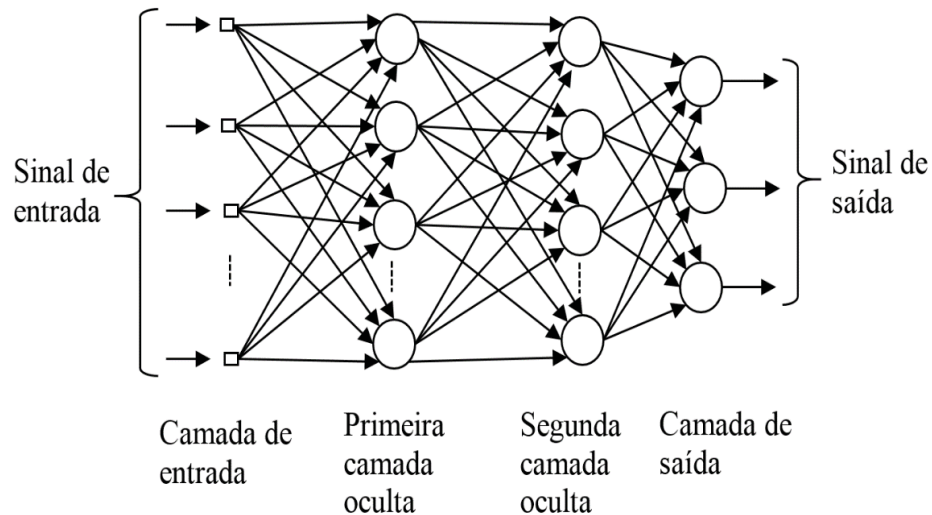 Sinal de
entrada
Sinal de
saída
Camada de
entrada
Primeira
camada
oculta
Segunda
camada
oculta
Camada de
saída